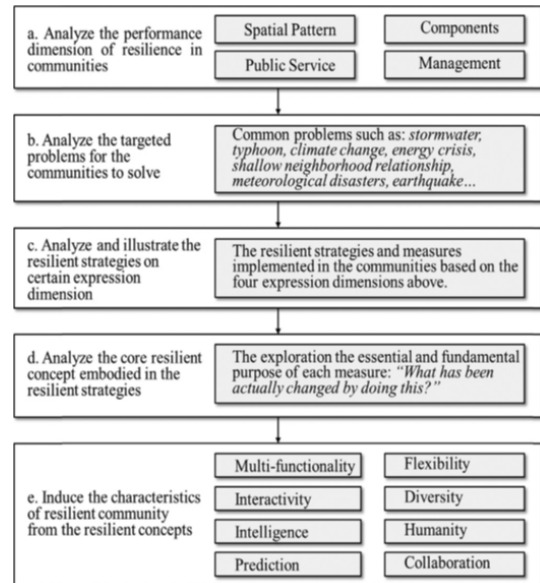 a. Analyze the performance
dimension of resilience in
communities
Spatial Pattern
Components
Public Service
Management
b. Analyze the targeted
problems for the
communities to solve
Common problems such as: stormwater,
typhoon, climate change, energy crisis,
shallow neighborhood relationship,
meteorological disasters, earthquake...
c. Analyze and illustrate the
resilient strategies on
certain expression
dimension
The resilient strategies and measures
implemented in the communities based on the
four expression dimensions above.
d. Analyze the core resilient
concept embodied in the
resilient strategies
The exploration the essential and fundamental
purpose of each measure: “What has been
actually changed by doing this?”
e. Induce the characteristics
of resilient community
from the resilient concepts
Multi-functionality
Flexibility
Interactivity
Diversity
Intelligence
Humanity
Prediction
Collaboration